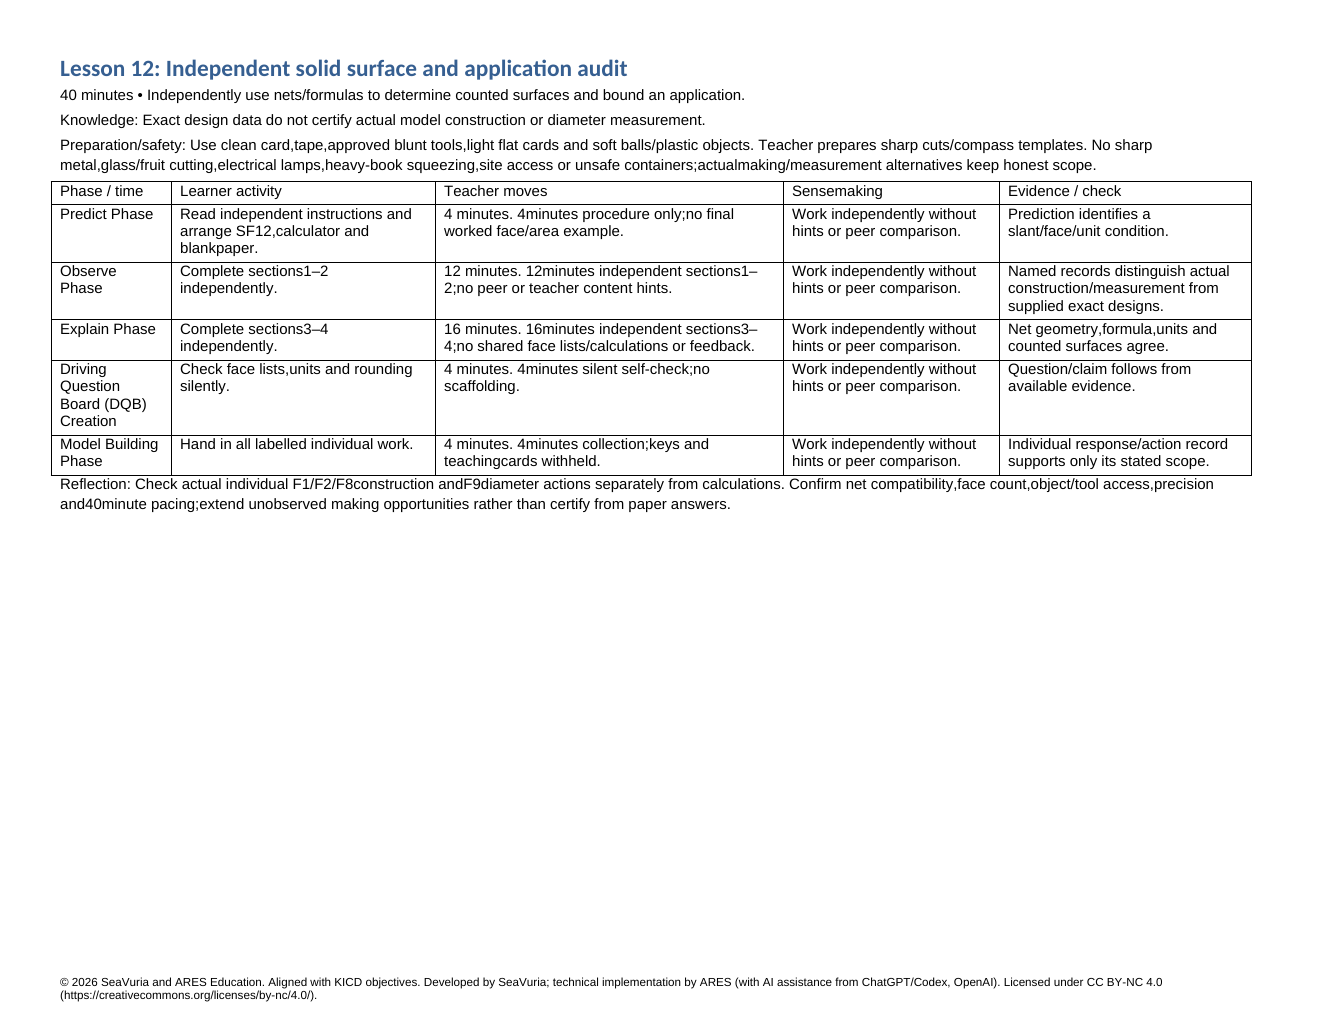 Lesson 12: Independent solid surface and application audit
40 minutes • Independently use nets/formulas to determine counted surfaces and bound an application.
Knowledge: Exact design data do not certify actual model construction or diameter measurement.
Preparation/safety: Use clean card,tape,approved blunt tools,light flat cards and soft balls/plastic objects. Teacher prepares sharp cuts/compass templates. No sharp
metal,glass/fruit cutting,electrical lamps,heavy-book squeezing,site access or unsafe containers;actualmaking/measurement alternatives keep honest scope.
Phase / time
Learner activity
Teacher moves
Sensemaking
Evidence / check
Predict Phase
Read independent instructions and
arrange SF12,calculator and
blankpaper.
4 minutes. 4minutes procedure only;no final
worked face/area example.
Work independently without
hints or peer comparison.
Prediction identifies a
slant/face/unit condition.
Observe
Phase
Complete sections1–2
independently.
12 minutes. 12minutes independent sections1–
2;no peer or teacher content hints.
Work independently without
hints or peer comparison.
Named records distinguish actual
construction/measurement from
supplied exact designs.
Explain Phase
Complete sections3–4
independently.
16 minutes. 16minutes independent sections3–
4;no shared face lists/calculations or feedback.
Work independently without
hints or peer comparison.
Net geometry,formula,units and
counted surfaces agree.
Driving
Question
Board (DQB)
Creation
Check face lists,units and rounding
silently.
4 minutes. 4minutes silent self-check;no
scaffolding.
Work independently without
hints or peer comparison.
Question/claim follows from
available evidence.
Model Building
Phase
Hand in all labelled individual work.
4 minutes. 4minutes collection;keys and
teachingcards withheld.
Work independently without
hints or peer comparison.
Individual response/action record
supports only its stated scope.
Reflection: Check actual individual F1/F2/F8construction andF9diameter actions separately from calculations. Confirm net compatibility,face count,object/tool access,precision
and40minute pacing;extend unobserved making opportunities rather than certify from paper answers.
© 2026 SeaVuria and ARES Education. Aligned with KICD objectives. Developed by SeaVuria; technical implementation by ARES (with AI assistance from ChatGPT/Codex, OpenAI). Licensed under CC BY-NC 4.0
(https://creativecommons.org/licenses/by-nc/4.0/).